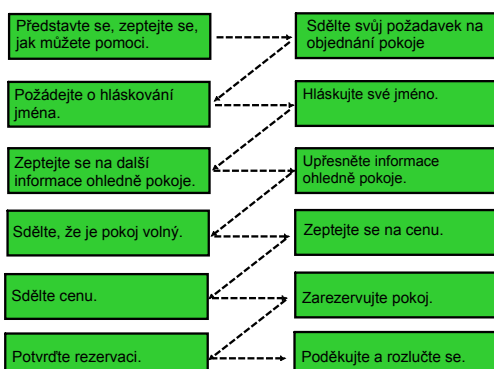 Představte se, zeptejte se,
jak můžete pomoci.
Sdělte svůj požadavek na
objednání pokoje
Požádejte o hláskování
jména.
Hláskujte své jméno.
Zeptejte se na další
informace ohledně pokoje.
Upřesněte informace
ohledně pokoje.
Sdělte, že je pokoj volný.
Zeptejte se na cenu.
Sdělte cenu.
Zarezervujte pokoj.
Potvrďte rezervaci.
Poděkujte a rozlučte se.